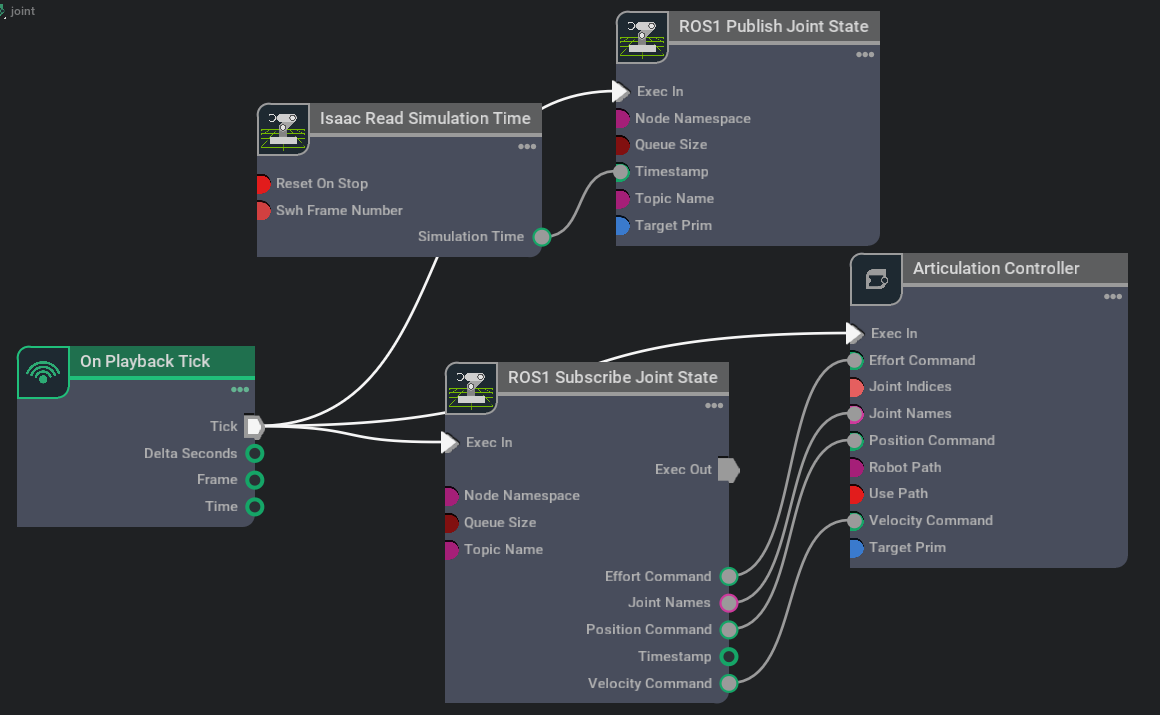 joint
ROS1 Publish Joint State
Exec In
Node Namespace
Queue Size
Timestamp
Topic Name
Target Prim
Isaac Read Simulation Time
Reset On Stop
Swh Frame Number
Simulation Time
Articulation Controller
Exec In
Effort Command
Joint Indices
Joint Names
Position Command
Robot Path
Use Path
Velocity Command
Target Prim
On Playback Tick
Tick
Delta Seconds
Frame
Time
ROS1 Subscribe Joint State
Exec In
Exec Out
Node Namespace
Queue Size
Topic Name
Effort Command
Joint Names
Position Command
Timestamp
Velocity Command